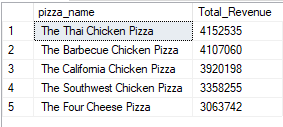 pizza_name Total_Revenue
1 The Thai Chicken Pizza 4152535
2 The Barbecue Chicken Pizza 4107060
3 The California Chicken Pizza 3920198
4 The Southwest Chicken Pizza 3358255
5 The Four Cheese Pizza 3063742